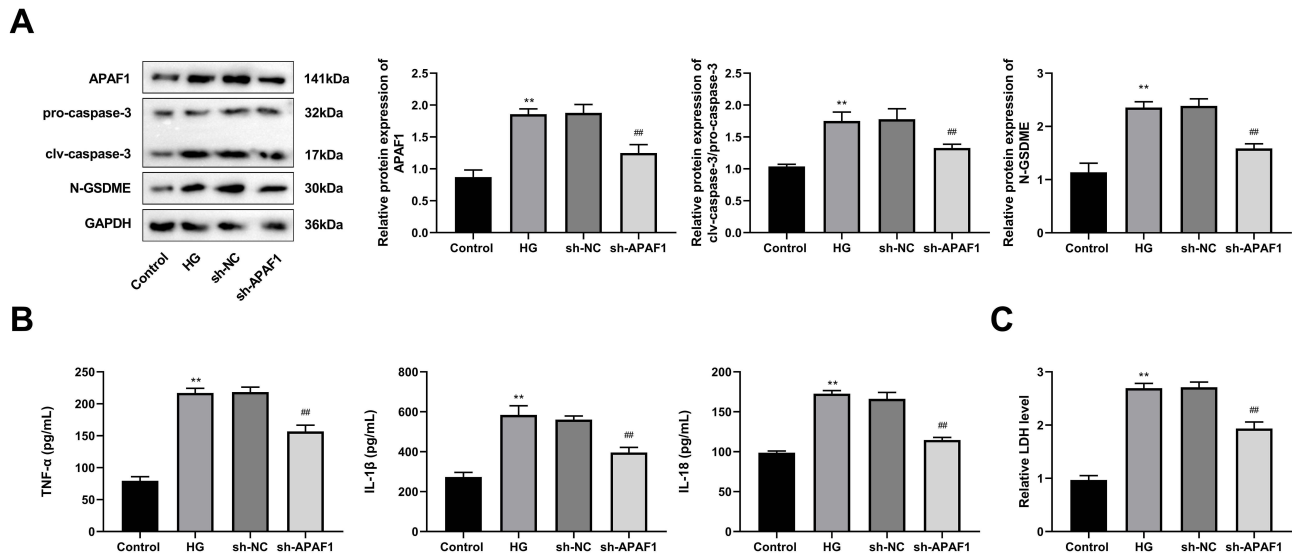 A
APAF1 141kDa
pro-caspase-3 32kDa
clv-caspase-3 17kDa
N-GSDME 30kDa
GAPDH 36kDa
Control HG sh-NC sh-APAF1
Relative protein expression of
APAF1
2.5
2.0
1.5
1.0
0.5
0.0
** ##
Control HG sh-NC sh-APAF1
Relative protein expression of
clv-caspase-3/pro-caspase-3
2.5
2.0
1.5
1.0
0.5
0.0
** ##
Control HG sh-NC sh-APAF1
Relative protein expression of
N-GSDME
3
2
1
0
** ##
Control HG sh-NC sh-APAF1
B
TNF-α (pg/mL)
250
200
150
100
50
0
** ##
Control HG sh-NC sh-APAF1
IL-1β (pg/mL)
800
600
400
200
0
** ##
Control HG sh-NC sh-APAF1
IL-18 (pg/mL)
200
150
100
50
0
** ##
Control HG sh-NC sh-APAF1
C
Relative LDH level
3
2
1
0
** ##
Control HG sh-NC sh-APAF1